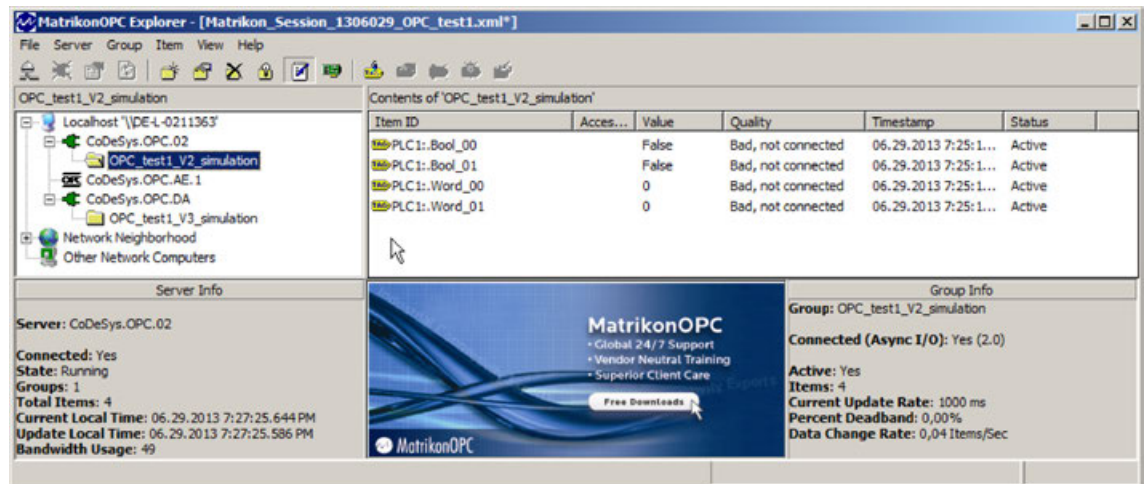 MatrikonOPC Explorer - [Matrikon_Session_1306029_OPC_test1.xml*]
File Server Group Item View Help
OPC_test1_V2_simulation
Contents of 'OPC_test1_V2_simulation'
Localhost '\\DE-L-0211363'
CoDeSys.OPC.02
OPC_test1_V2_simulation
CoDeSys.OPC.AE.1
CoDeSys.OPC.DA
OPC_test1_V3_simulation
Network Neighborhood
Other Network Computers
Item ID Acces... Value Quality Timestamp Status
PLC1:.Bool_00 False Bad, not connected 06.29.2013 7:25:1... Active
PLC1:.Bool_01 False Bad, not connected 06.29.2013 7:25:1... Active
PLC1:.Word_00 0 Bad, not connected 06.29.2013 7:25:1... Active
PLC1:.Word_01 0 Bad, not connected 06.29.2013 7:25:1... Active
Server Info
Server: CoDeSys.OPC.02
Connected: Yes
State: Running
Groups: 1
Total Items: 4
Current Local Time: 06.29.2013 7:27:25.644 PM
Update Local Time: 06.29.2013 7:27:25.586 PM
Bandwidth Usage: 49
MatrikonOPC
• Global 24/7 Support
• Vendor Neutral Training
• Superior Client Care
Free Downloads
MatrikonOPC
Group Info
Group: OPC_test1_V2_simulation
Connected (Async I/O): Yes (2.0)
Active: Yes
Items: 4
Current Update Rate: 1000 ms
Percent Deadband: 0,00%
Data Change Rate: 0,04 Items/Sec